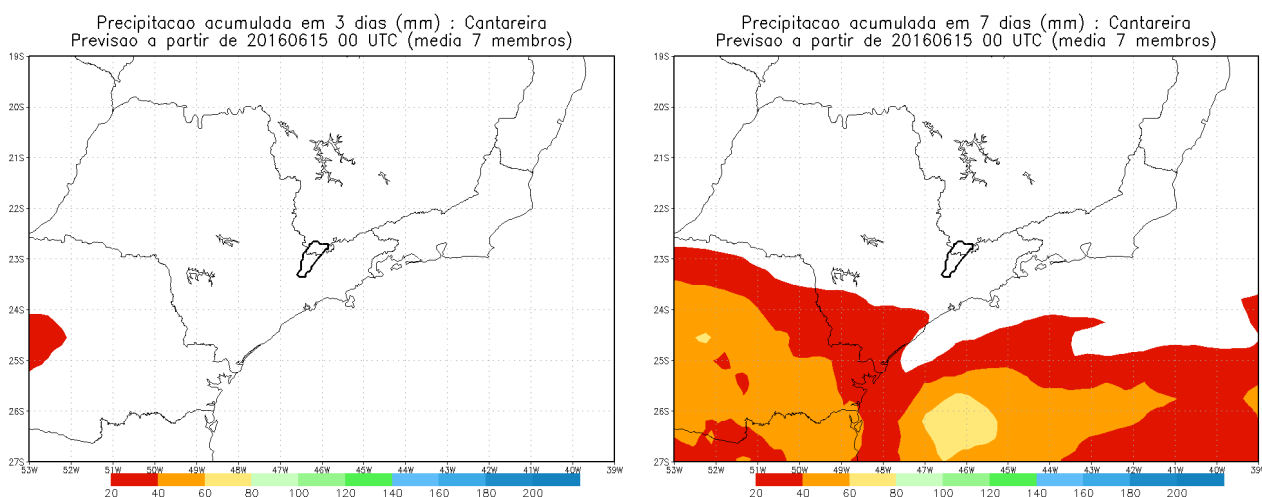 Precipitacao acumulada em 3 dias (mm) : Cantareira
Previsao a partir de 20160615 00 UTC (media 7 membros)
19S
20S
21S
22S
23S
24S
25S
26S
27S
53W 52W 51W 50W 49W 48W 47W 46W 45W 44W 43W 42W 41W 40W 39W
20 40 60 80 100 120 140 160 180 200
Precipitacao acumulada em 7 dias (mm) : Cantareira
Previsao a partir de 20160615 00 UTC (media 7 membros)
19S
20S
21S
22S
23S
24S
25S
26S
27S
53W 52W 51W 50W 49W 48W 47W 46W 45W 44W 43W 42W 41W 40W 39W
20 40 60 80 100 120 140 160 180 200